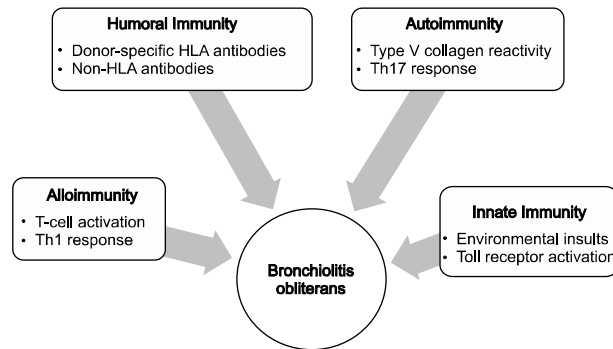 Humoral Immunity
• Donor-specific HLA antibodies
• Non-HLA antibodies
Autoimmunity
• Type V collagen reactivity
• Th17 response
Alloimmunity
• T-cell activation
• Th1 response
Innate Immunity
• Environmental insults
• Toll receptor activation
Bronchiolitis
obliterans